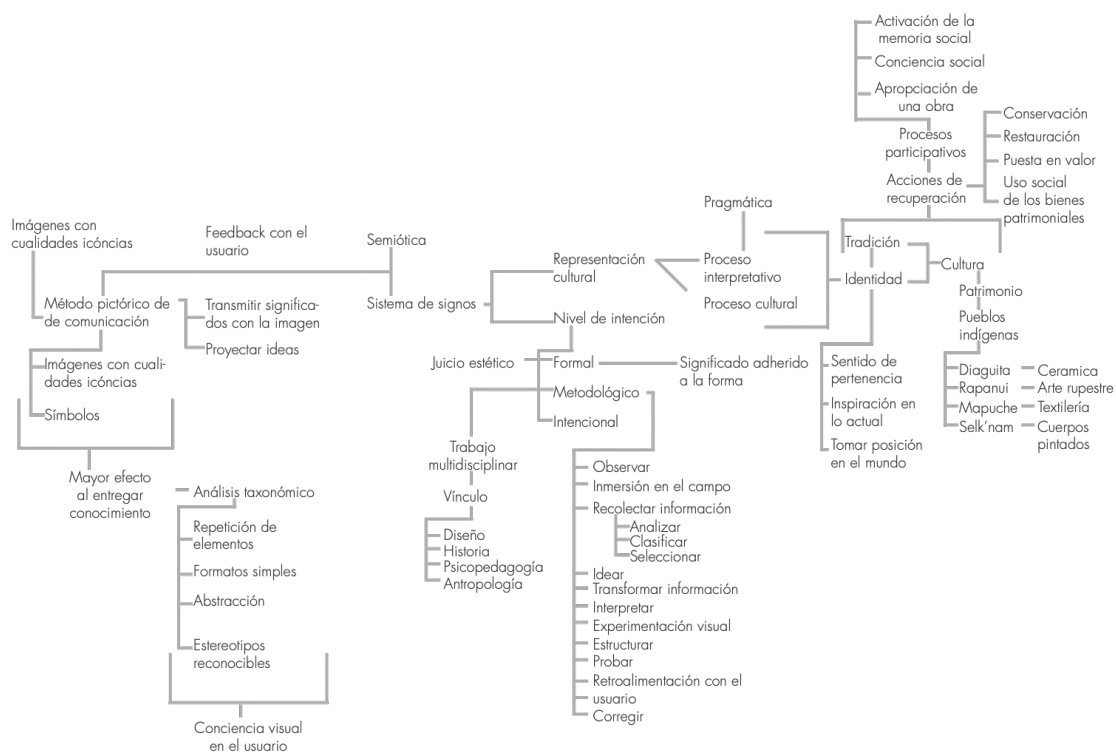 Activación de la
memoria social
Conciencia social
Apropciación de
una obra
Procesos
participativos
Acciones de
recuperación
Conservación
Restauración
Puesta en valor
Uso social
de los bienes
patrimoniales
Imágenes con
cualidades icóncias
Feedback con el
usuario
Semiótica
Sistema de signos
Método pictórico de
de comunicación
Transmitir significa-
dos con la imagen
Proyectar ideas
Imágenes con cuali-
dades icóncias
Símbolos
Mayor efecto
al entregar
conocimiento
Análisis taxonómico
Repetición de
elementos
Formatos simples
Abstracción
Estereotipos
reconocibles
Conciencia visual
en el usuario
Representación
cultural
Nivel de intención
Pragmática
Proceso
interpretativo
Proceso cultural
Juicio estético
Formal
Significado adherido
a la forma
Metodológico
Intencional
Trabajo
multidisciplinar
Vínculo
Diseño
Historia
Psicopedagogía
Antropología
Observar
Inmersión en el campo
Recolectar información
Analizar
Clasificar
Seleccionar
Idear
Transformar información
Interpretar
Experimentación visual
Estructurar
Probar
Retroalimentación con el
usuario
Corregir
Tradición
Identidad
Cultura
Patrimonio
Pueblos
indígenas
Sentido de
pertenencia
Inspiración en
lo actual
Tomar posición
en el mundo
Diaguita
Ceramica
Rapanui
Arte rupestre
Mapuche
Textilería
Selk'nam
Cuerpos
pintados